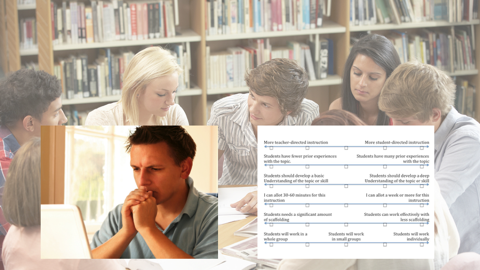 More teacher-directed instruction More student-directed instruction
Students have fewer prior experiences Students have many prior experiences
with the topic. with the topic
Students should develop a basic Students should develop a deep
Understanding of the topic or skill Understanding of the topic or skill
I can allot 30-60 minutes for this I can allot a week or more for this
instruction instruction
Students needs a significant amount Students can work effectively with
of scaffolding less scaffolding
Students will work in a Students will work Students will work
whole group in small groups individually